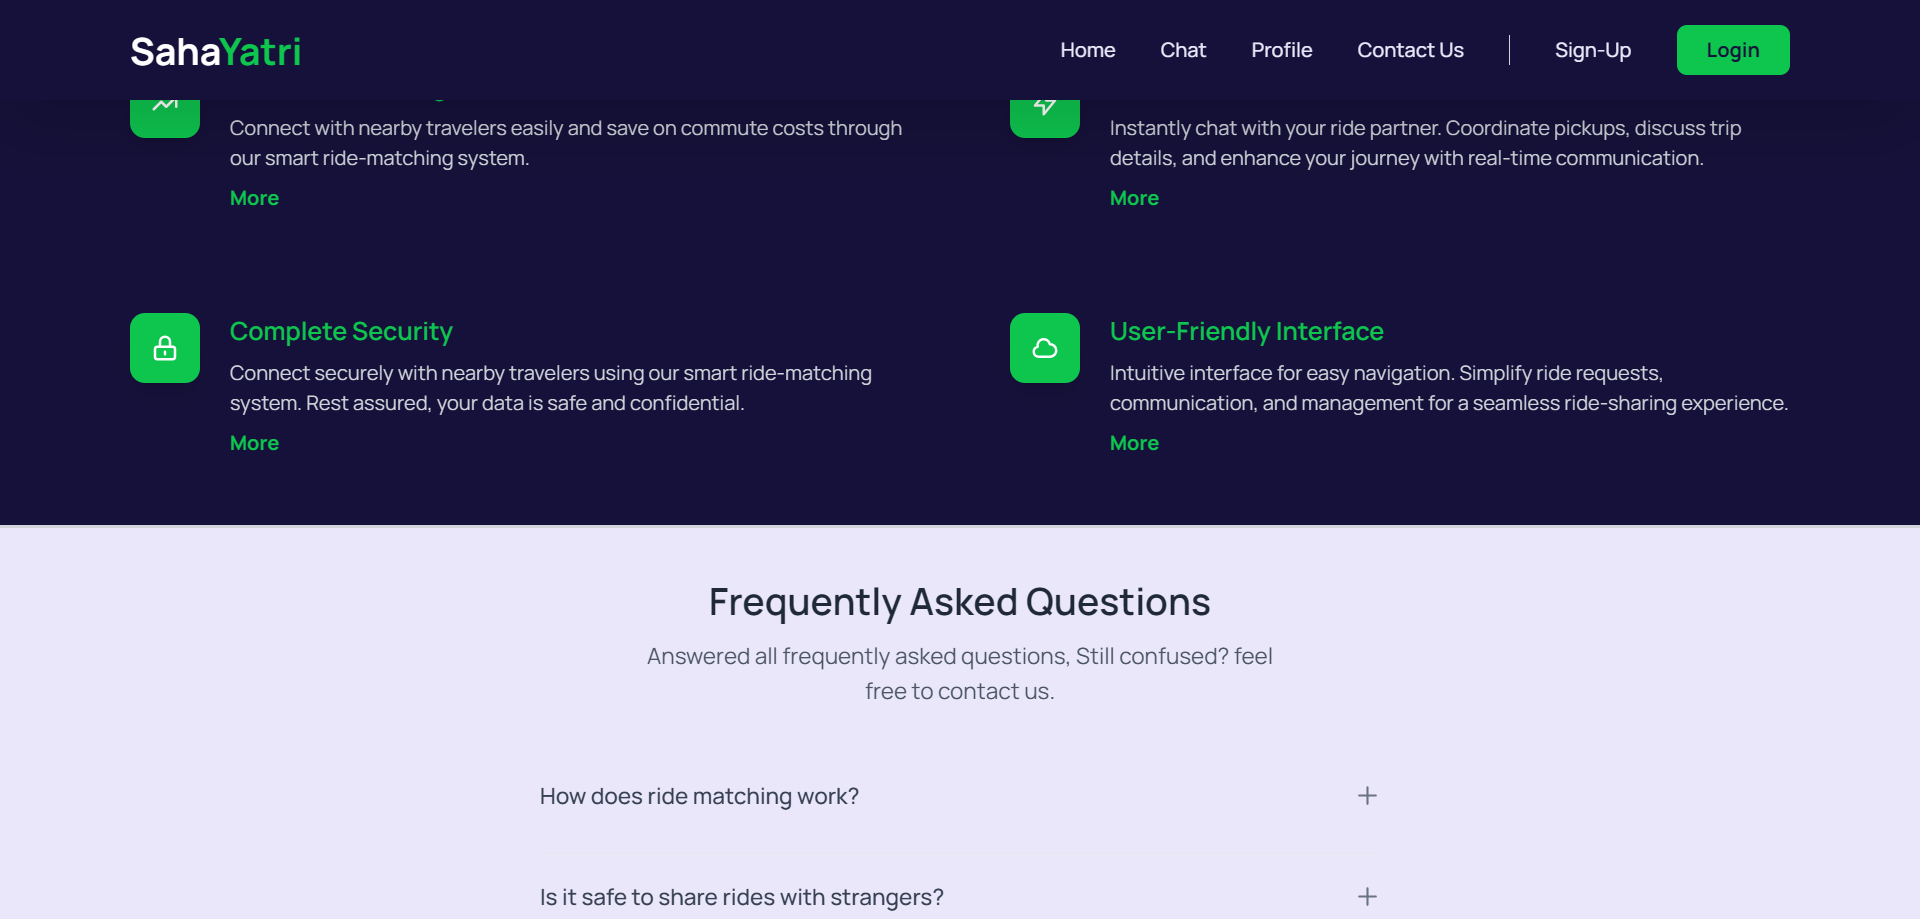 SahaYatri
Home
Chat
Profile
Contact Us
Sign-Up
Login
Connect with nearby travelers easily and save on commute costs through
our smart ride-matching system.
More
Instantly chat with your ride partner. Coordinate pickups, discuss trip
details, and enhance your journey with real-time communication.
More
Complete Security
Connect securely with nearby travelers using our smart ride-matching
system. Rest assured, your data is safe and confidential.
More
User-Friendly Interface
Intuitive interface for easy navigation. Simplify ride requests,
communication, and management for a seamless ride-sharing experience.
More
Frequently Asked Questions
Answered all frequently asked questions, Still confused? feel
free to contact us.
How does ride matching work?
Is it safe to share rides with strangers?